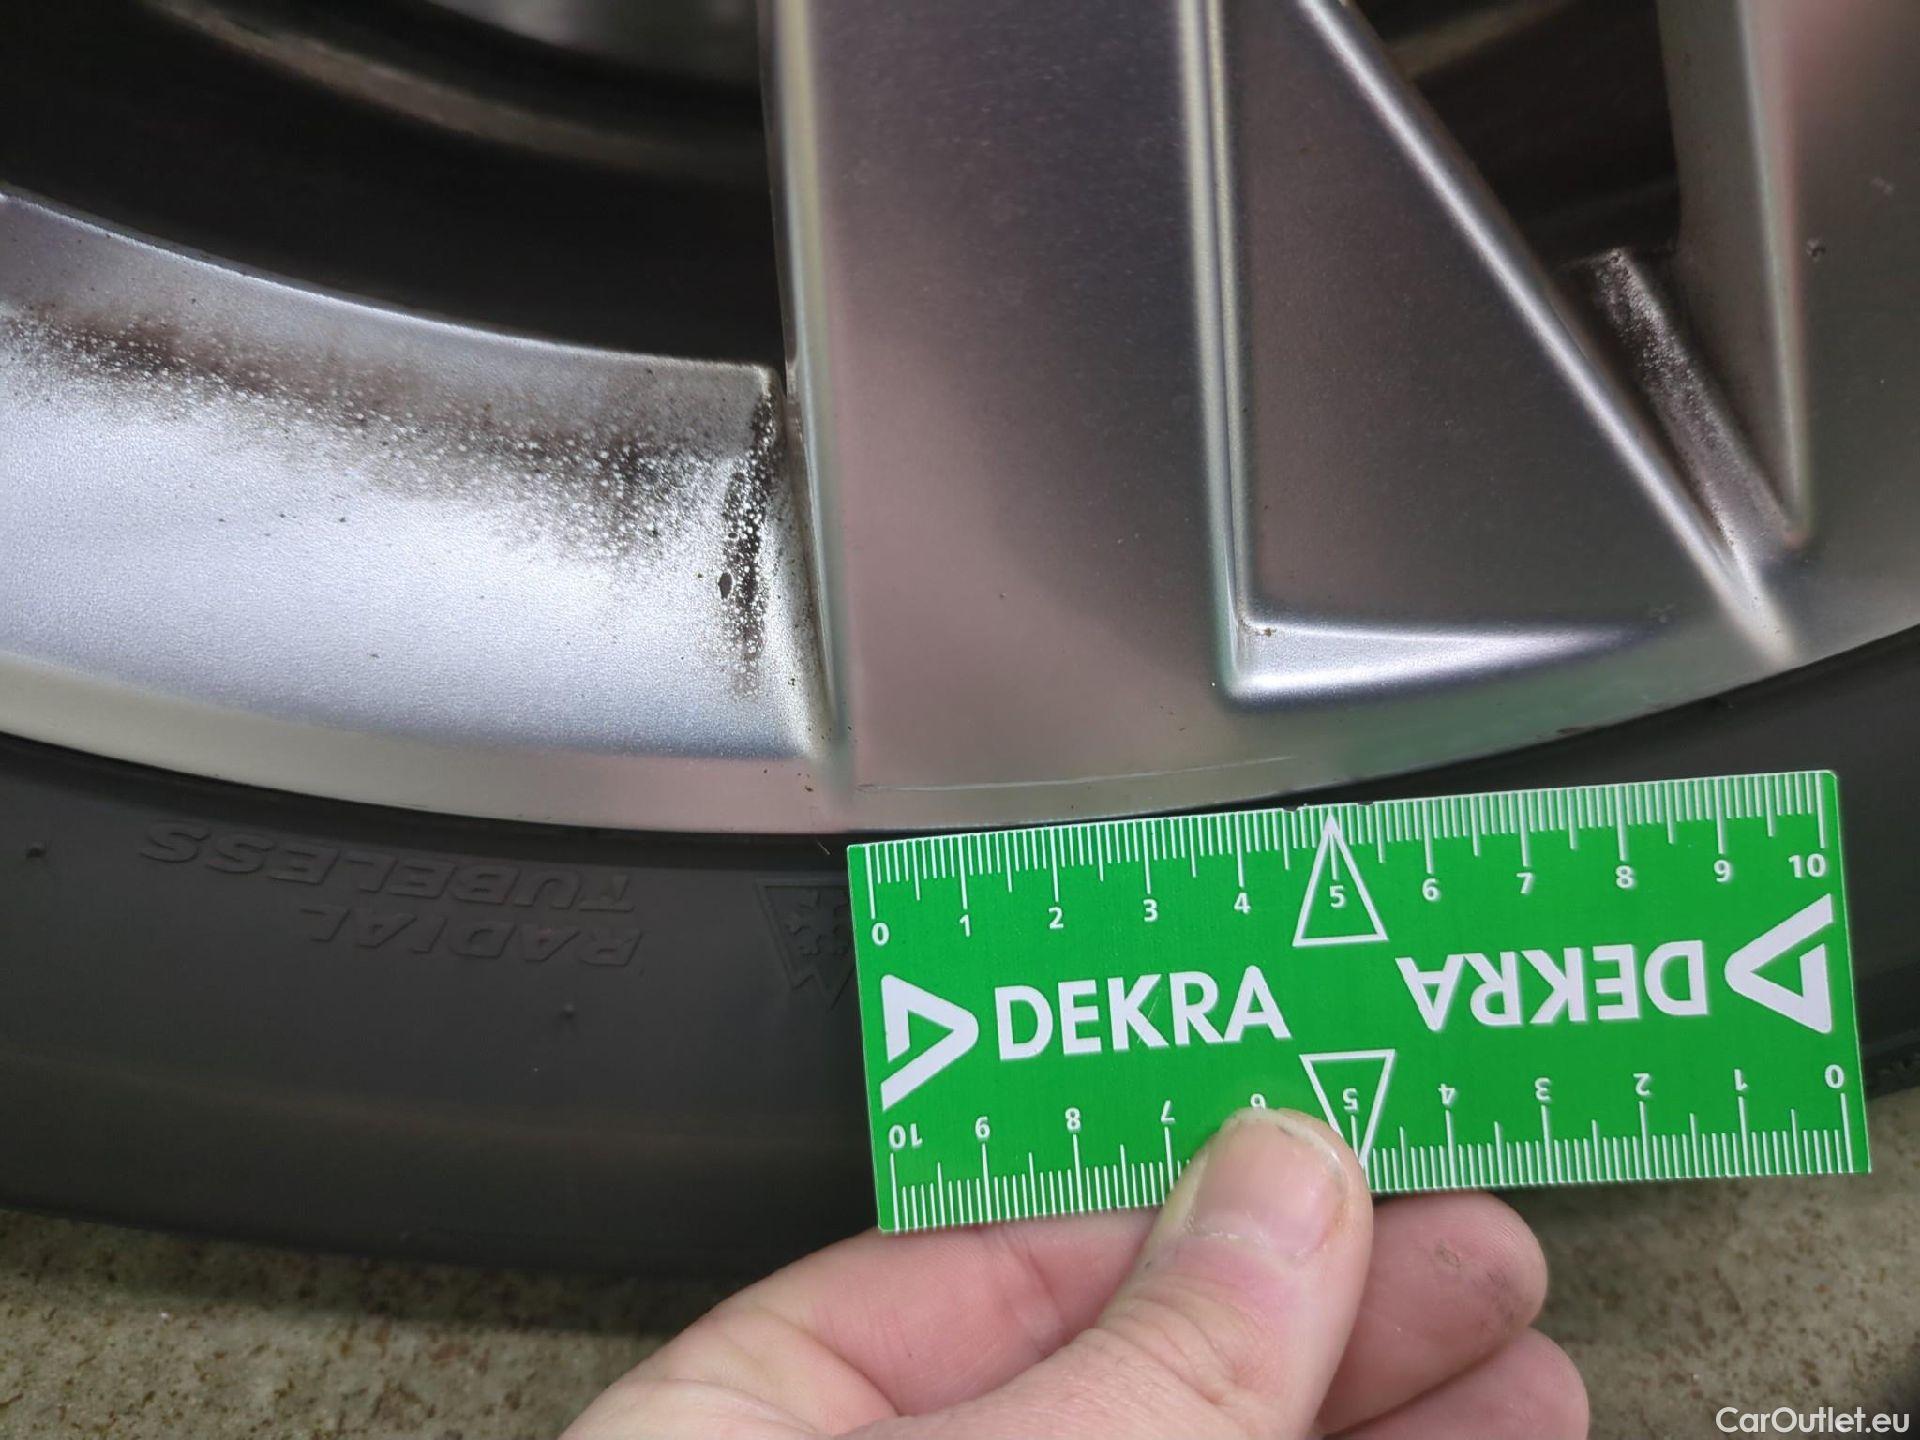 RADIAL
TUBELESS
0 1 2 3 4 5 6 7 8 9 10
DEKRA
DEKRA
10 9 8 7 6 5 4 3 2 1 0
CarOutlet.eu